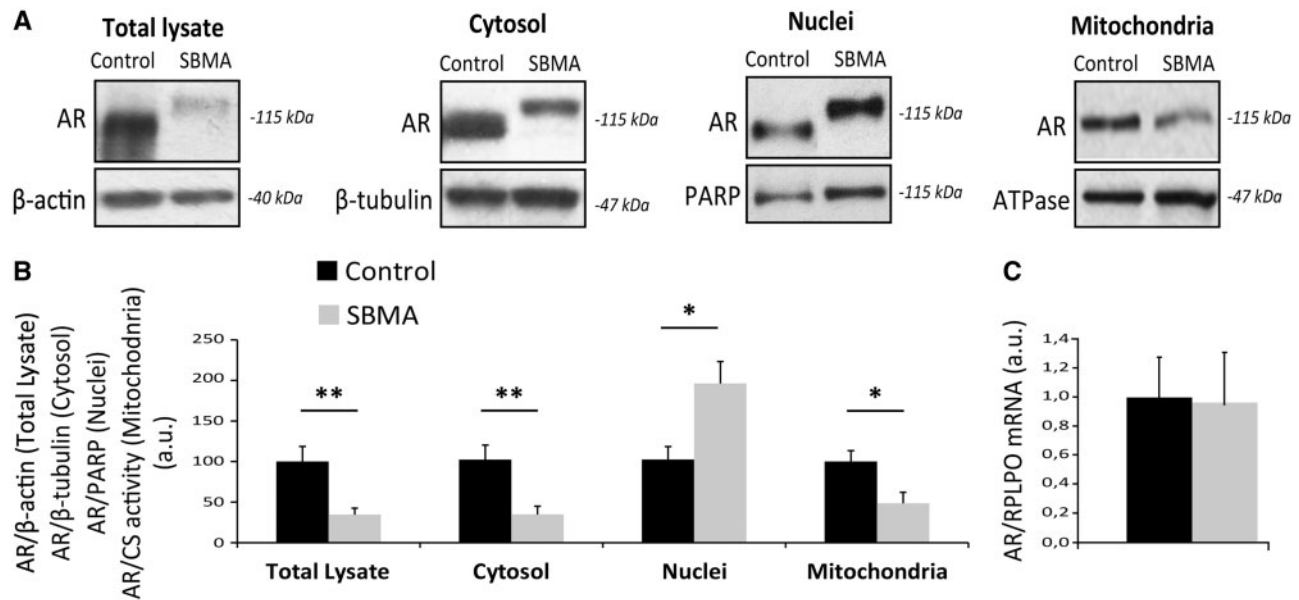 A
Total lysate
Control SBMA
AR
-115 kDa
β-actin
-40 kDa
Cytosol
Control SBMA
AR
-115 kDa
β-tubulin
-47 kDa
Nuclei
Control SBMA
AR
-115 kDa
PARP
-115 kDa
Mitochondria
Control SBMA
AR
-115 kDa
ATPase
-47 kDa
B
Control
SBMA
AR/β-actin (Total Lysate)
AR/β-tubulin (Cytosol)
AR/PARP (Nuclei)
AR/CS activity (Mitochodnria)
(a.u.)
250
200
150
100
50
0
**
**
*
*
Total Lysate
Cytosol
Nuclei
Mitochondria
C
AR/RPLPO mRNA (a.u.)
1,4
1,2
1,0
0,8
0,6
0,4
0,2
0,0